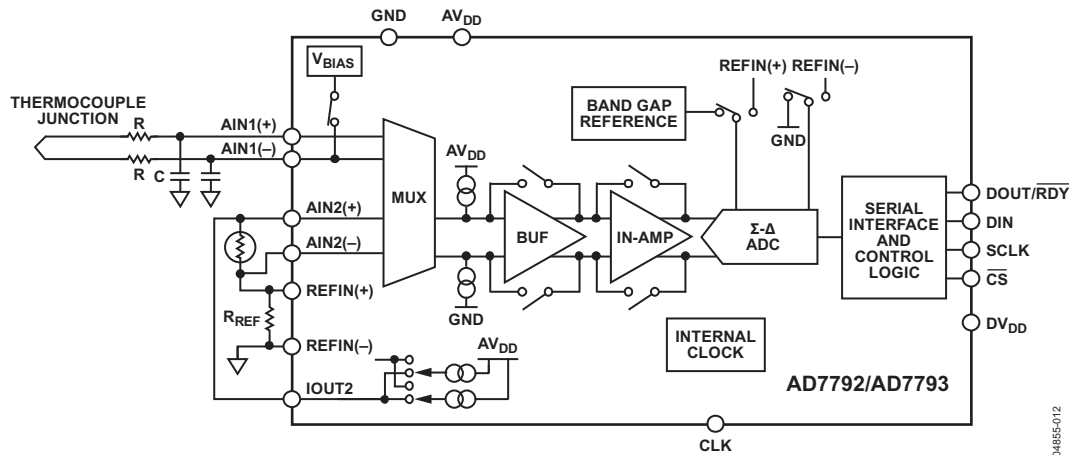 GND
AVDD
VBIAS
REFIN(+) REFIN(–)
THERMOCOUPLE
JUNCTION
R
AIN1(+)
BAND GAP
REFERENCE
GND
AIN1(–)
R
C
AVDD
MUX
DOUT/RDY
AIN2(+)
SERIAL
INTERFACE
AND
CONTROL
LOGIC
DIN
BUF
IN-AMP
Σ-Δ
ADC
AIN2(–)
SCLK
CS
REFIN(+)
GND
RREF
INTERNAL
CLOCK
DVDD
REFIN(–)
AVDD
IOUT2
AD7792/AD7793
CLK
04855-012